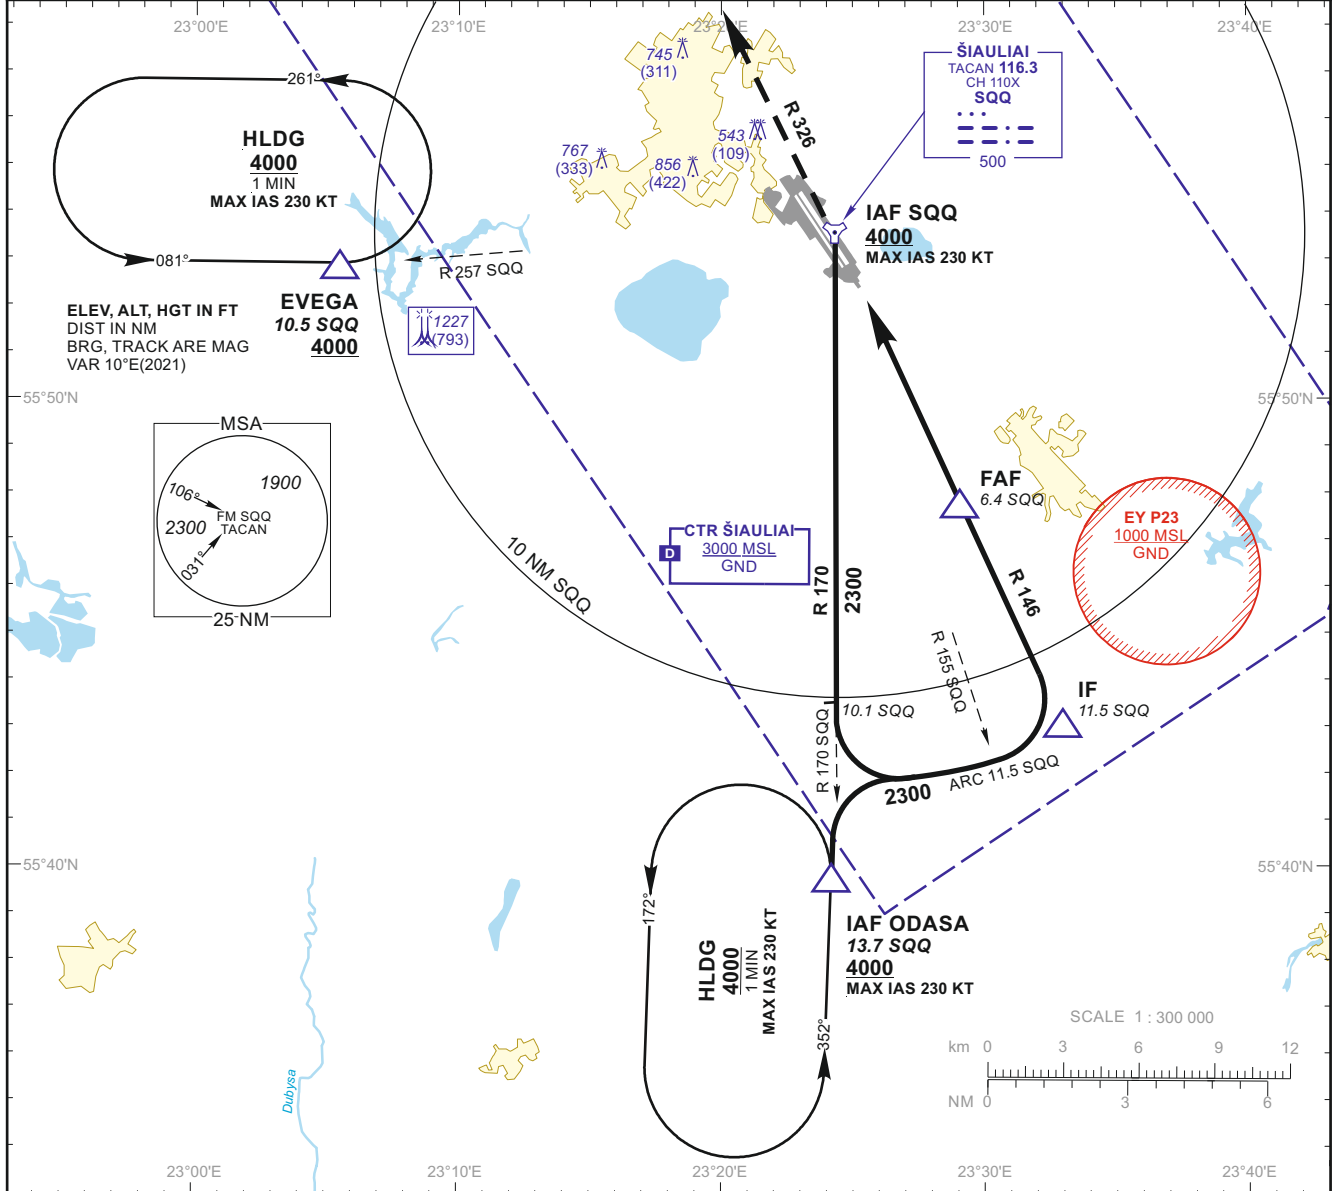 23°00'E
23°10'E
23°20'E
23°30'E
23°40'E
261°
HLDG
4000
1 MIN
MAX IAS 230 KT
081°
745
(311)
543
(109)
767
(333)
856
(422)
R 326
ŠIAULIAI
TACAN 116.3
CH 110X
SQQ
500
IAF SQQ
4000
MAX IAS 230 KT
R 257 SQQ
EVEGA
10.5 SQQ
4000
1227
(793)
ELEV, ALT, HGT IN FT
DIST IN NM
BRG, TRACK ARE MAG
VAR 10°E(2021)
55°50'N
55°50'N
MSA
106°
1900
FM SQQ
TACAN
2300
031°
25 NM
10 NM SQQ
D
CTR ŠIAULIAI
3000 MSL
GND
R 170
2300
FAF
6.4 SQQ
EY P23
1000 MSL
GND
R 146
R 155 SQQ
IF
11.5 SQQ
10.1 SQQ
R 170 SQQ
ARC 11.5 SQQ
2300
55°40'N
55°40'N
172°
HLDG
4000
1 MIN
MAX IAS 230 KT
352°
IAF ODASA
13.7 SQQ
4000
MAX IAS 230 KT
Dubysa
SCALE 1 : 300 000
km 0 3 6 9 12
NM 0 3 6
23°00'E
23°10'E
23°20'E
23°30'E
23°40'E